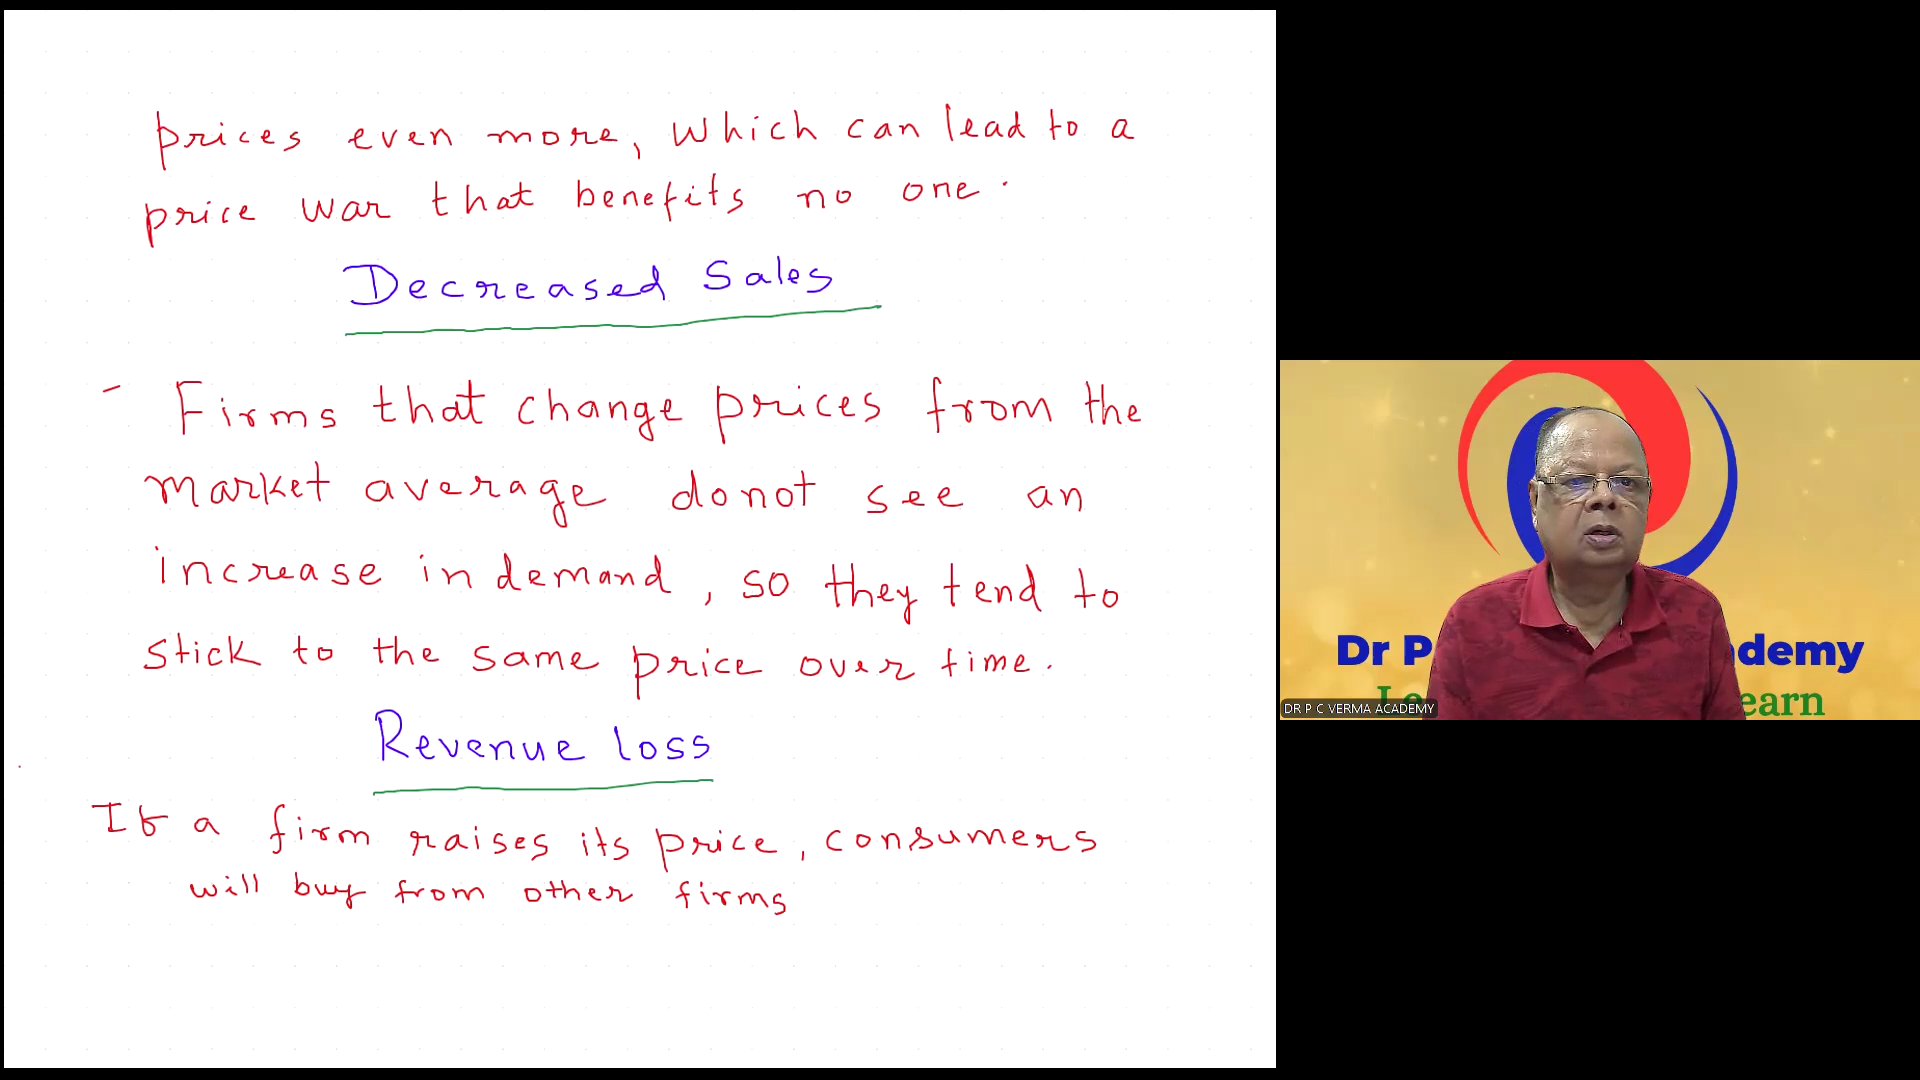 prices even more, which can lead to a
price war that benefits no one.
Decreased Sales
- Firms that change prices from the
market average donot see an
increase in demand, so they tend to
stick to the same price over time.
Revenue loss
If a firm raises its price, consumers
will buy from other firms
Dr P demy
Le earn
DR P C VERMA ACADEMY